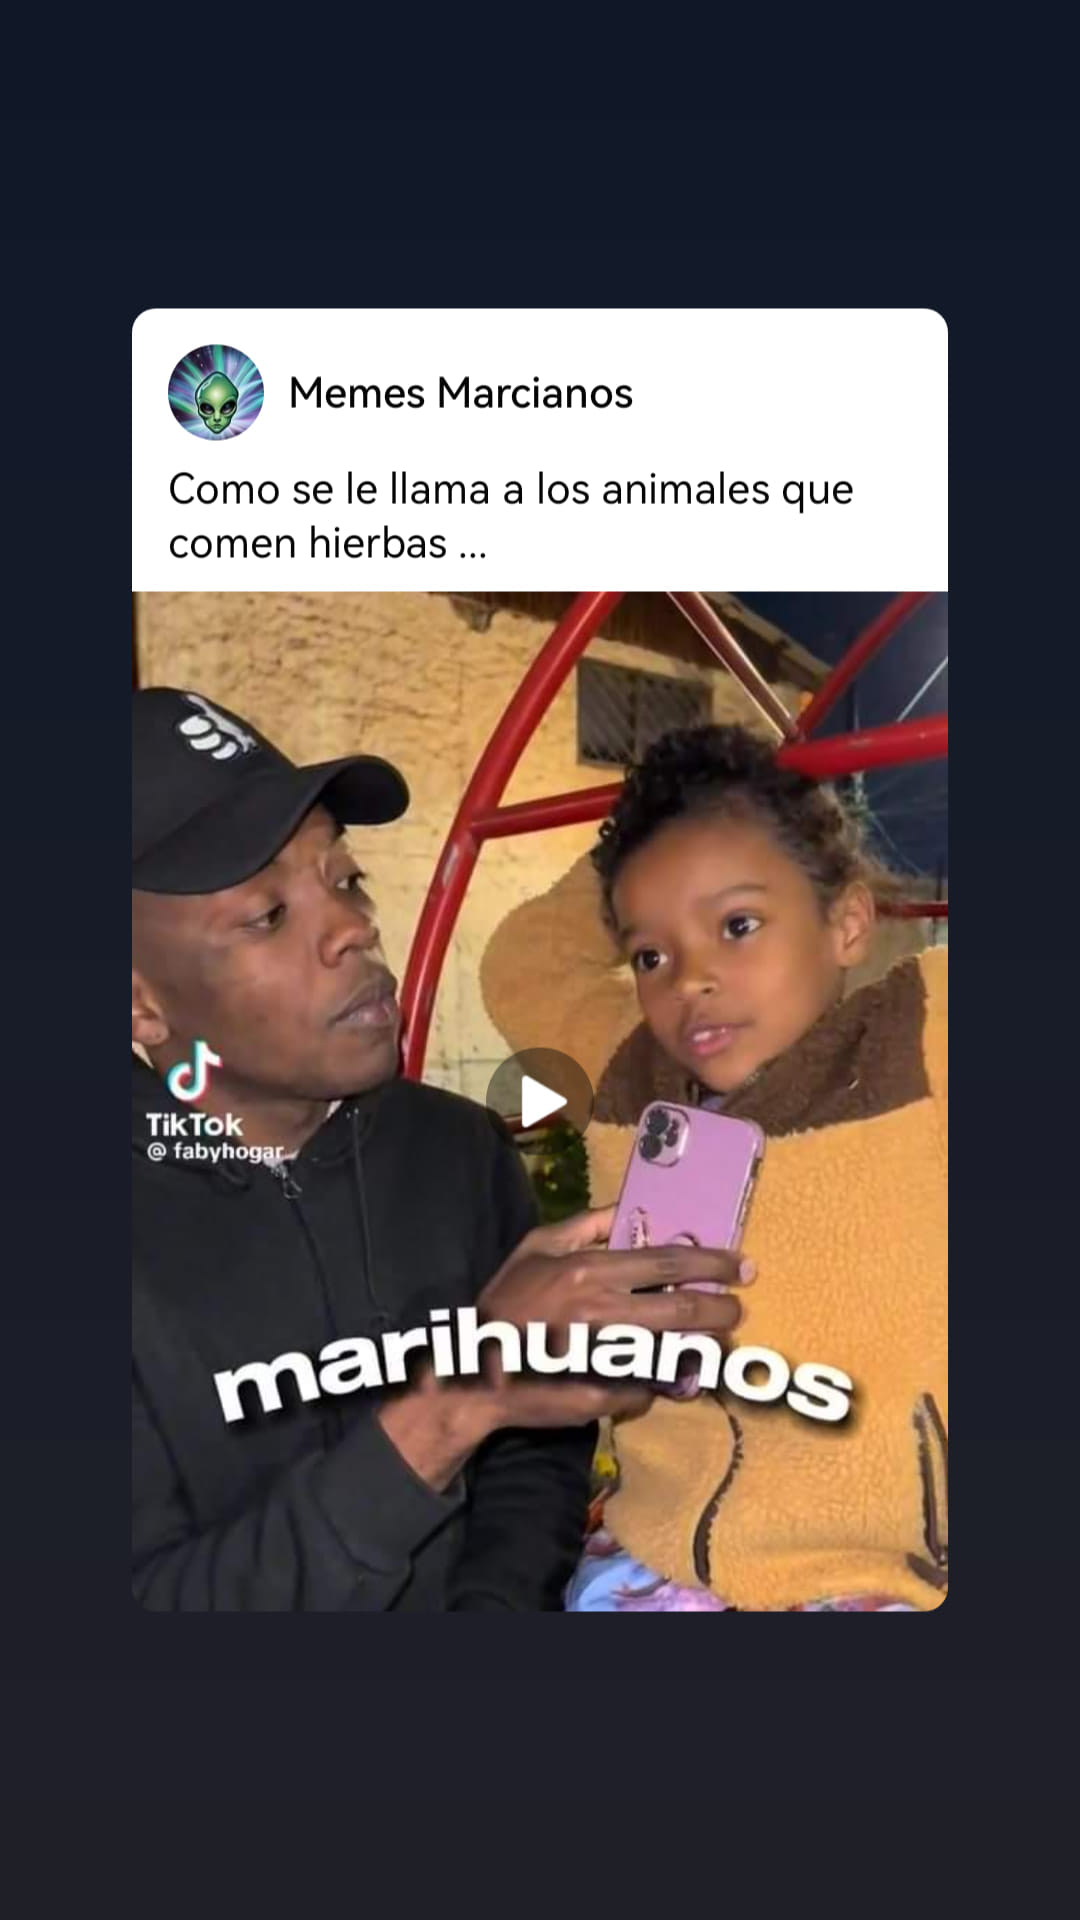 Memes Marcianos
Como se le llama a los animales que
comen hierbas ...
TikTok
@ fabyhogar
marihuanos